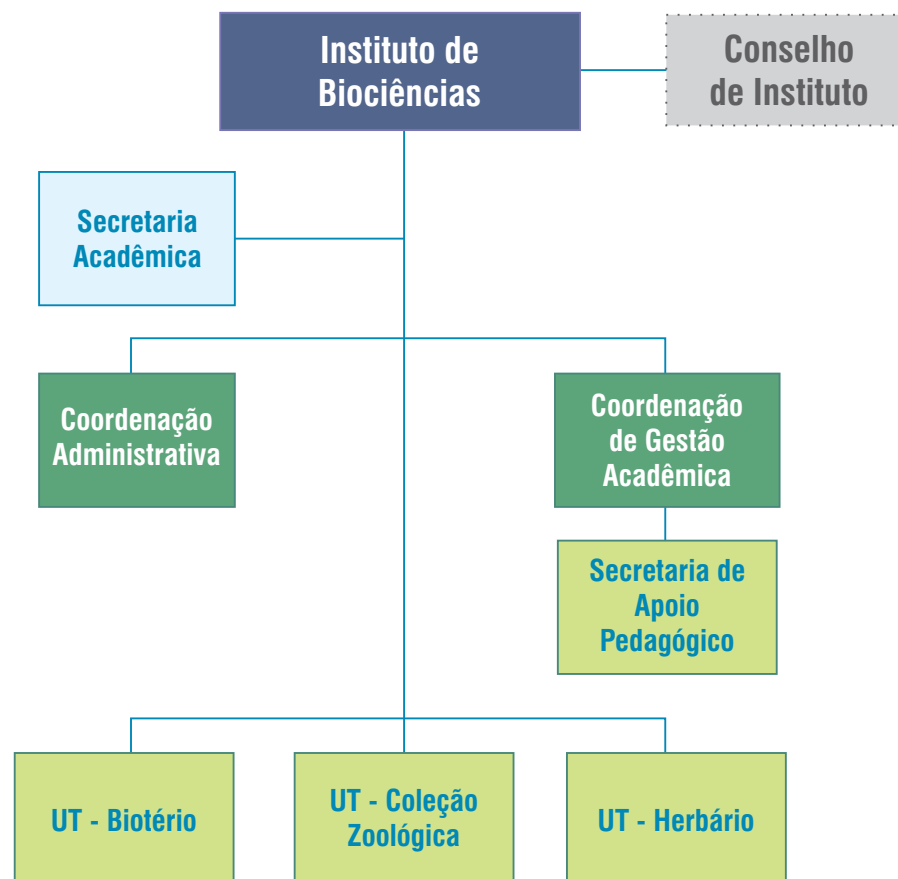 Instituto de
Biociências
Conselho
de Instituto
Secretaria
Acadêmica
Coordenação
Administrativa
Coordenação
de Gestão
Acadêmica
Secretaria de
Apoio
Pedagógico
UT - Biotério
UT - Coleção
Zoológica
UT - Herbário